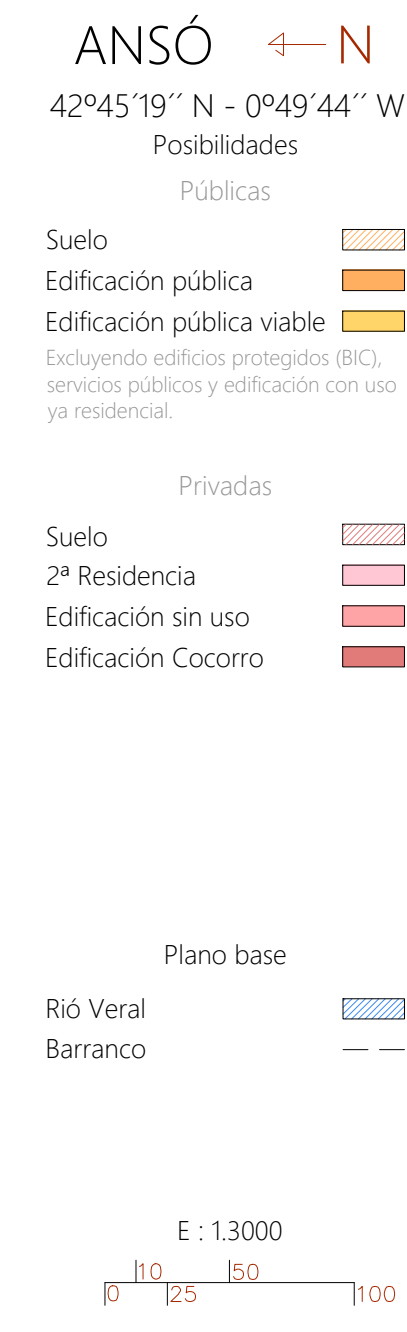 ANSÓ N
42º45´19´´ N - 0º49´44´´ W
Posibilidades
Públicas
Suelo
Edificación pública
Edificación pública viable
Excluyendo edificios protegidos (BIC),
servicios públicos y edificación con uso
ya residencial.
Privadas
Suelo
2ª Residencia
Edificación sin uso
Edificación Cocorro
Plano base
Rió Veral
Barranco
E : 1.3000
10 50
0 25 100